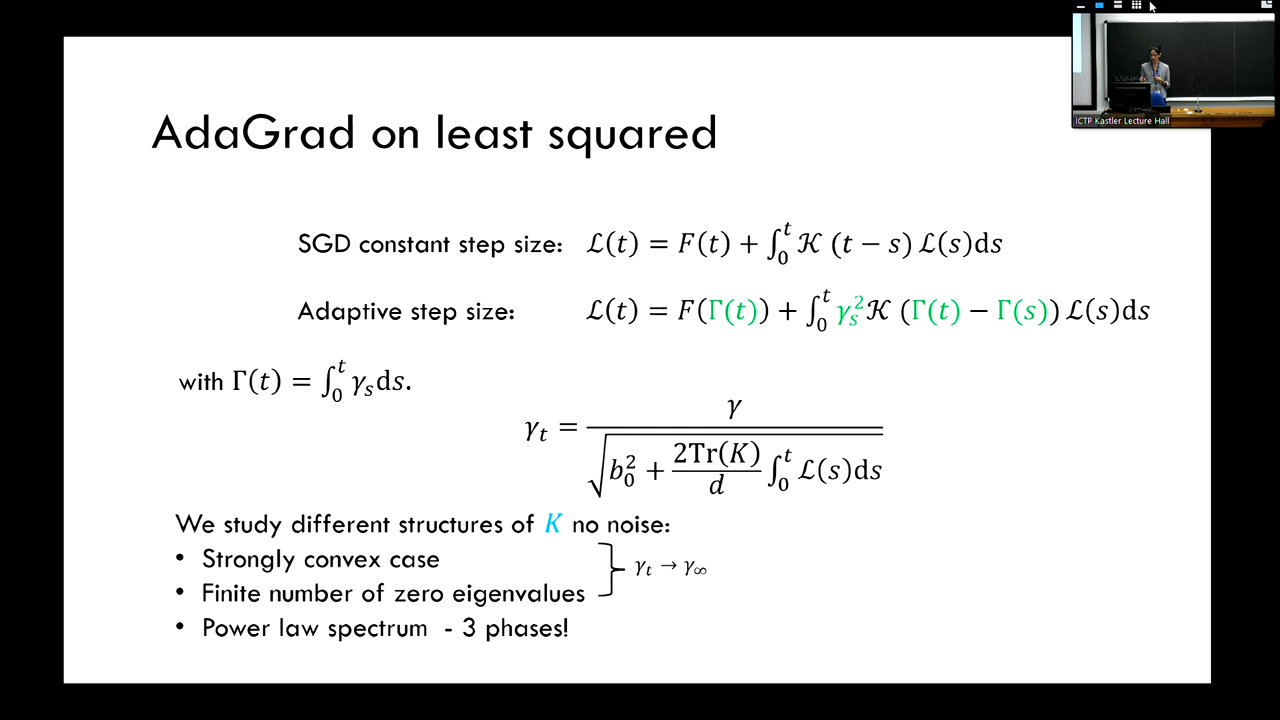 ICTP Kastler Lecture Hall
AdaGrad on least squared
SGD constant step size: ℒ(t) = F(t) + ∫₀ᵗ 𝒦 (t − s) ℒ(s)ds
Adaptive step size: ℒ(t) = F(Γ(t)) + ∫₀ᵗ γₛ² 𝒦 (Γ(t) − Γ(s)) ℒ(s)ds
with Γ(t) = ∫₀ᵗ γₛds.
γₜ = γ / √(b₀² + 2Tr(K)/d ∫₀ᵗ ℒ(s)ds)
We study different structures of K no noise:
• Strongly convex case
γₜ → γ∞
• Finite number of zero eigenvalues
• Power law spectrum - 3 phases!